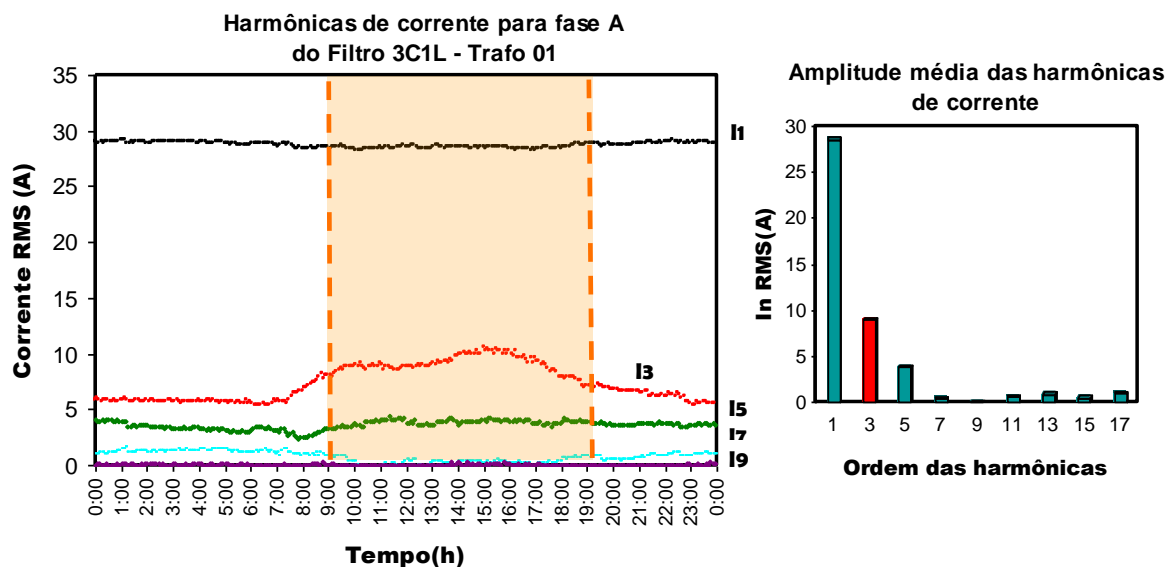 Harmônicas de corrente para fase A
do Filtro 3C1L - Trafo 01
35
30
25
20
15
10
5
0
Corrente RMS (A)
I1
I3
I5
I7
I9
0:00
1:00
2:00
3:00
4:00
5:00
6:00
7:00
8:00
9:00
10:00
11:00
12:00
13:00
14:00
15:00
16:00
17:00
18:00
19:00
20:00
21:00
22:00
23:00
0:00
Tempo(h)
Amplitude média das harmônicas
de corrente
30
25
20
15
10
5
0
In RMS(A)
1 3 5 7 9 11 13 15 17
Ordem das harmônicas